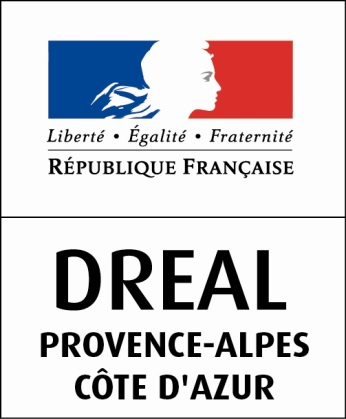 Liberté • Égalité • Fraternité
RÉPUBLIQUE FRANÇAISE
DREAL
PROVENCE-ALPES
CÔTE D'AZUR